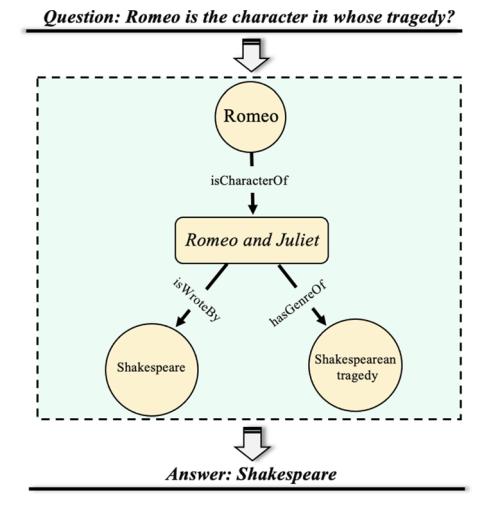 Question: Romeo is the character in whose tragedy?
Romeo
isCharacterOf
Romeo and Juliet
isWroteBy
hasGenreOf
Shakespeare
Shakespearean
tragedy
Answer: Shakespeare